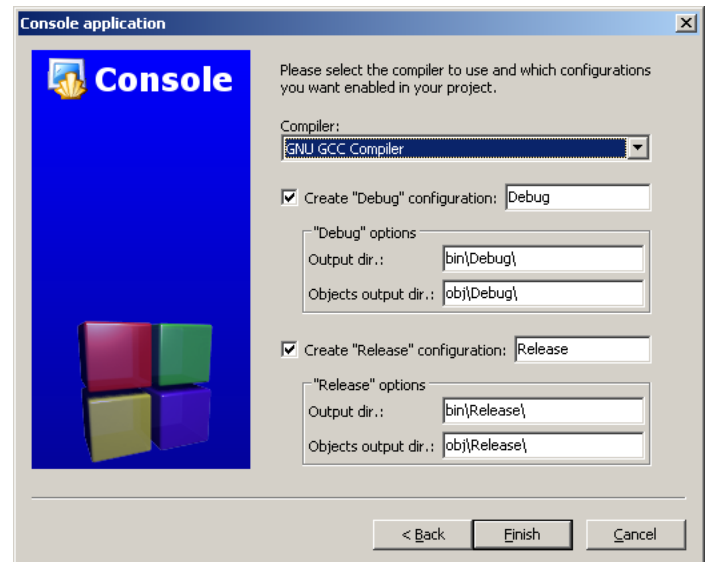 Console application
Console
Please select the compiler to use and which configurations
you want enabled in your project.
Compiler:
GNU GCC Compiler
Create "Debug" configuration: Debug
"Debug" options
Output dir.: bin\Debug\
Objects output dir.: obj\Debug\
Create "Release" configuration: Release
"Release" options
Output dir.: bin\Release\
Objects output dir.: obj\Release\
< Back Finish Cancel